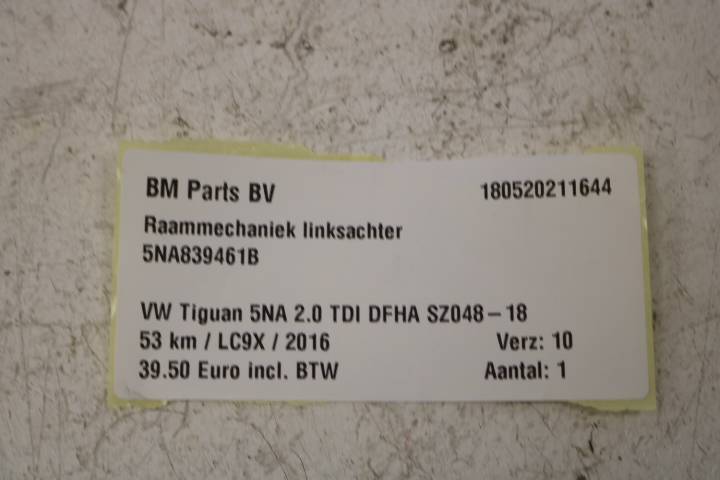 BM Parts BV 180520211644
Raammechaniek linksachter
5NA839461B
VW Tiguan 5NA 2.0 TDI DFHA SZ048-18
53 km / LC9X / 2016 Verz: 10
39.50 Euro incl. BTW Aantal: 1